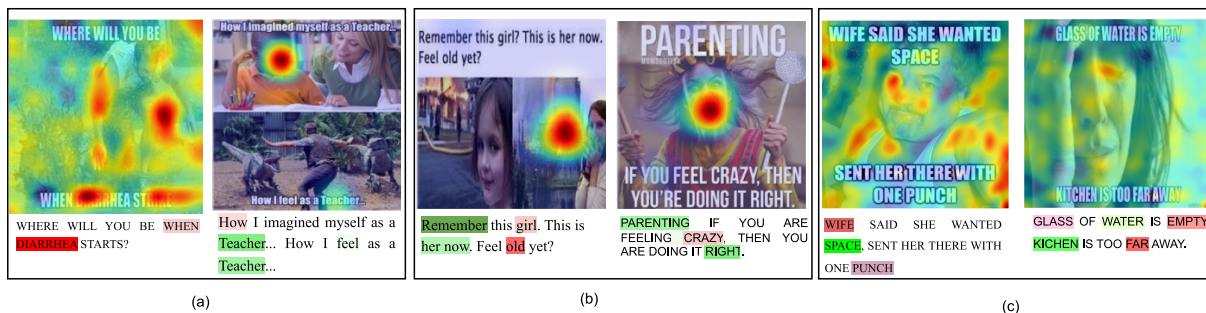 WHERE WILL YOU BE
WHEN DIARRHEA STRIKE
WHERE WILL YOU BE WHEN
DIARRHEA STARTS?
How I imagined myself as a Teacher...
How I feel as a Teacher...
How I imagined myself as a
Teacher... How I feel as a
Teacher...
(a)
Remember this girl? This is her now.
Feel old yet?
Remember this girl. This is
her now. Feel old yet?
PARENTING
IF YOU FEEL CRAZY, THEN
YOU'RE DOING IT RIGHT.
PARENTING IF YOU ARE
FEELING CRAZY, THEN YOU
ARE DOING IT RIGHT.
(b)
WIFE SAID SHE WANTED
SPACE
SENT HER THERE WITH
ONE PUNCH
WIFE SAID SHE WANTED
SPACE. SENT HER THERE WITH
ONE PUNCH
GLASS OF WATER IS EMPTY
KITCHEN IS TOO FAR AWAY
GLASS OF WATER IS EMPTY
KICHEN IS TOO FAR AWAY.
(c)